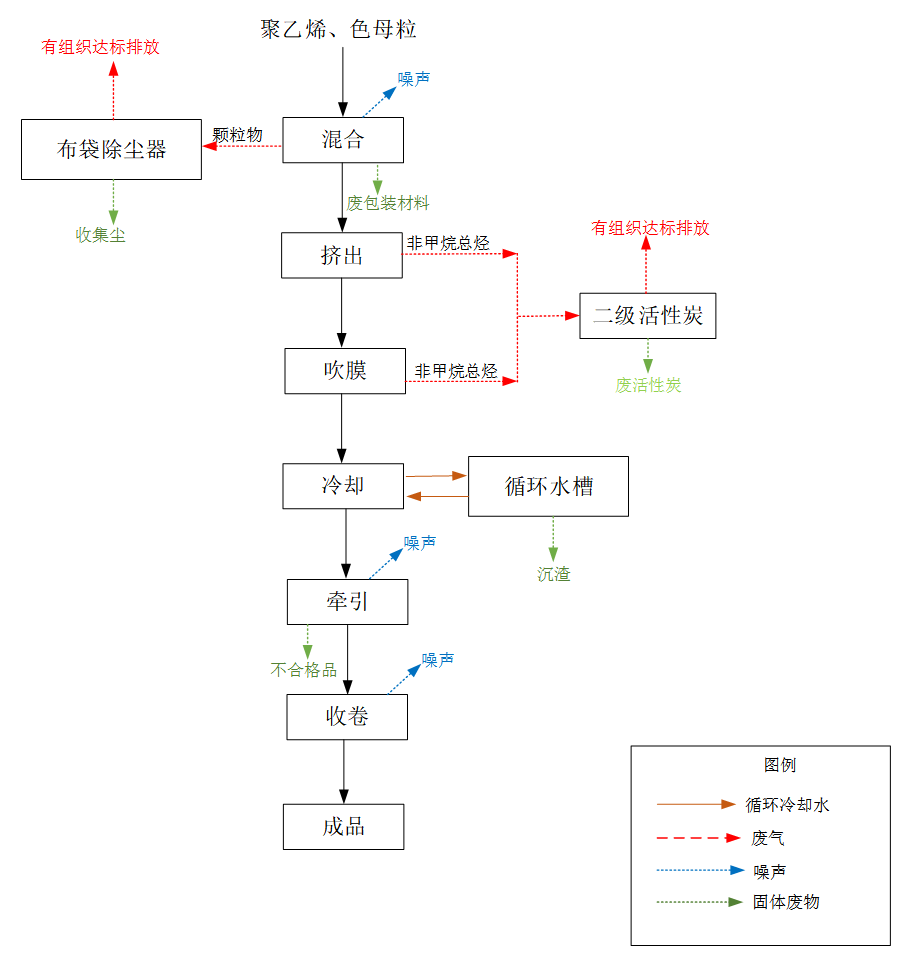 聚乙烯、色母粒
有组织达标排放
噪声
布袋除尘器
颗粒物
混合
废包装材料
收集尘
挤出
非甲烷总烃
有组织达标排放
二级活性炭
吹膜
非甲烷总烃
废活性炭
冷却
循环水槽
噪声
沉渣
牵引
不合格品
噪声
收卷
成品
图例
循环冷却水
废气
噪声
固体废物